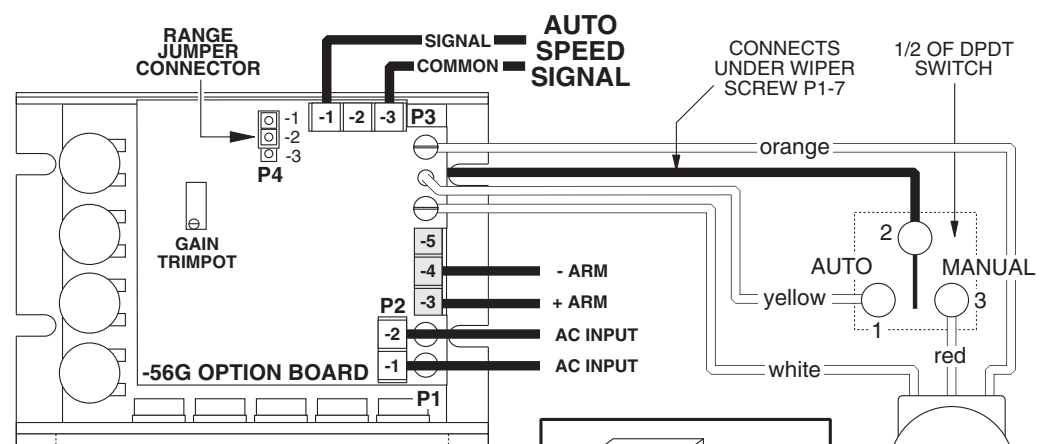 RANGE
JUMPER
CONNECTOR
SIGNAL
COMMON
AUTO
SPEED
SIGNAL
CONNECTS
UNDER WIPER
SCREW P1-7
1/2 OF DPDT
SWITCH
-1
-2
-3
P4
-1 -2 -3 P3
orange
GAIN
TRIMPOT
-5
-4 - ARM
-3 + ARM
P2
-2 AC INPUT
-1 AC INPUT
-56G OPTION BOARD
P1
2
AUTO MANUAL
yellow
1
3
red
white